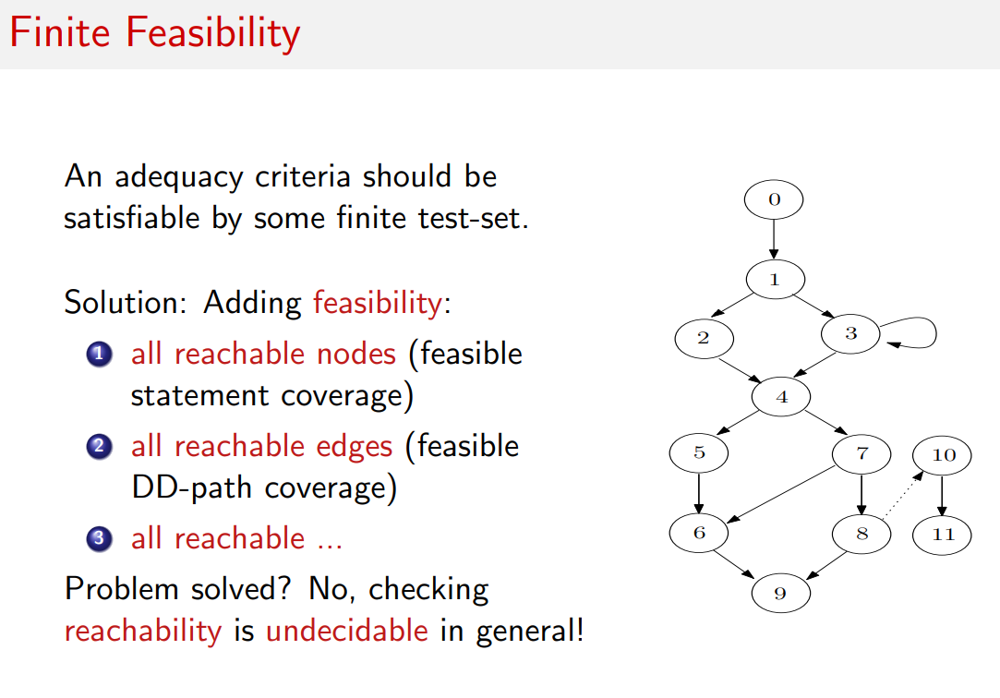 Finite Feasibility
An adequacy criteria should be
satisfiable by some finite test-set.
Solution: Adding feasibility:
1 all reachable nodes (feasible
statement coverage)
2 all reachable edges (feasible
DD-path coverage)
3 all reachable ...
Problem solved? No, checking
reachability is undecidable in general!
0
1
2
3
4
5
7
10
6
8
11
9